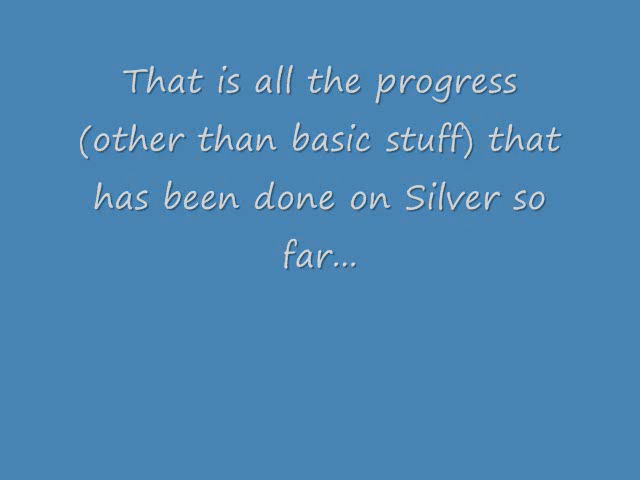 That is all the progress
(other than basic stuff) that
has been done on Silver so
far...